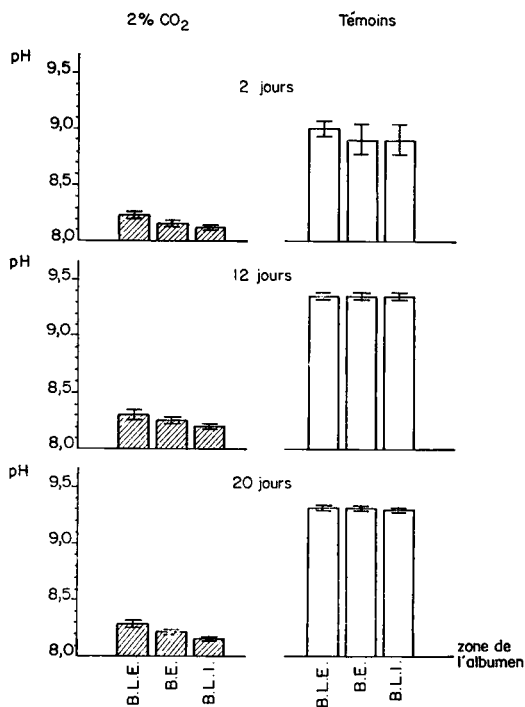 2% CO₂ Témoins
pH
9,5
2 jours
9,0
8,5
8,0
pH
12 jours
9,5
9,0
8,5
8,0
pH
20 jours
9,5
9,0
8,5
8,0
zone de
l'albumen
B.L.E.
B.E.
B.L.I.
B.L.E.
B.E.
B.L.I.